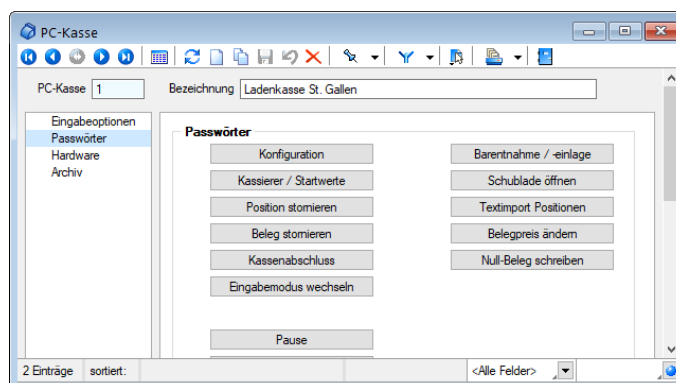 PC-Kasse
PC-Kasse 1 Bezeichnung Ladenkasse St. Gallen
Eingabeoptionen
Passwörter
Hardware
Archiv
Passwörter
Konfiguration Barentnahme / -einlage
Kassierer / Startwerte Schublade öffnen
Position stornieren Textimport Positionen
Beleg stornieren Belegpreis ändern
Kassenabschluss Null-Beleg schreiben
Eingabemodus wechseln
Pause
2 Einträge sortiert: <Alle Felder>